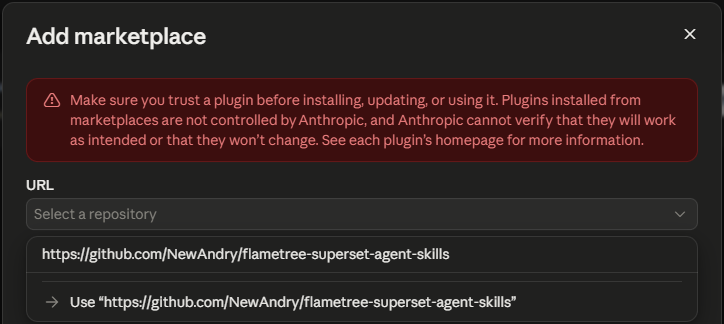 Add marketplace
Make sure you trust a plugin before installing, updating, or using it. Plugins installed from
marketplaces are not controlled by Anthropic, and Anthropic cannot verify that they will work
as intended or that they won't change. See each plugin's homepage for more information.
URL
Select a repository
https://github.com/NewAndry/flametree-superset-agent-skills
Use “https://github.com/NewAndry/flametree-superset-agent-skills”